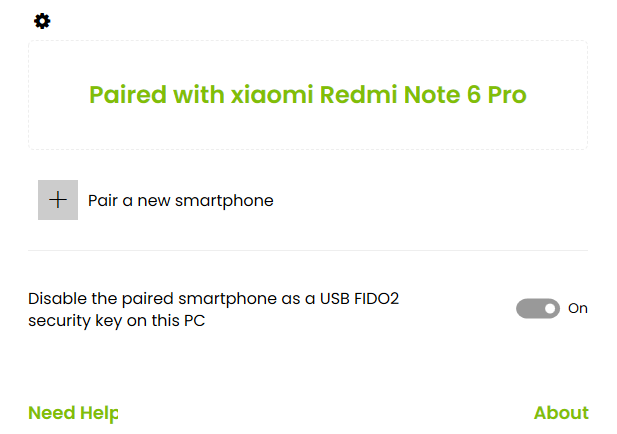 Paired with xiaomi Redmi Note 6 Pro
Pair a new smartphone
Disable the paired smartphone as a USB FIDO2
security key on this PC
On
Need Help
About